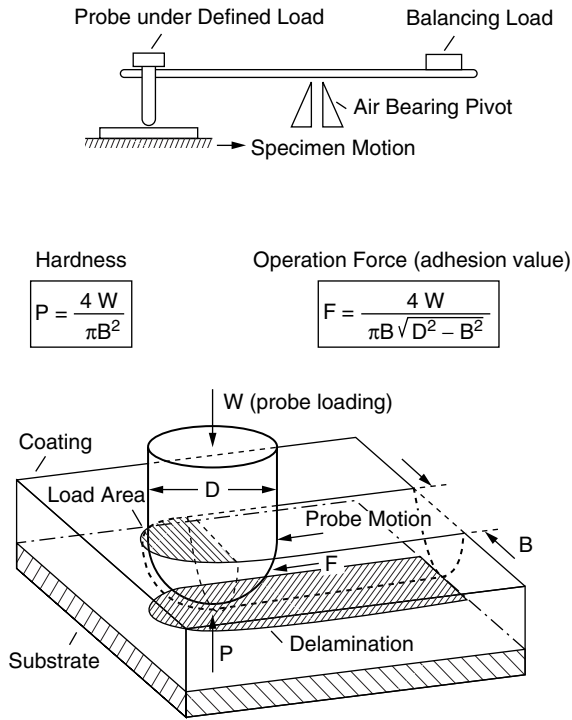 Probe under Defined Load
Balancing Load
Air Bearing Pivot
Specimen Motion
Hardness
P = 4 W / πB²
Operation Force (adhesion value)
F = 4 W / πB√D² − B²
W (probe loading)
Coating
Load Area
D
Probe Motion
B
F
Delamination
P
Substrate